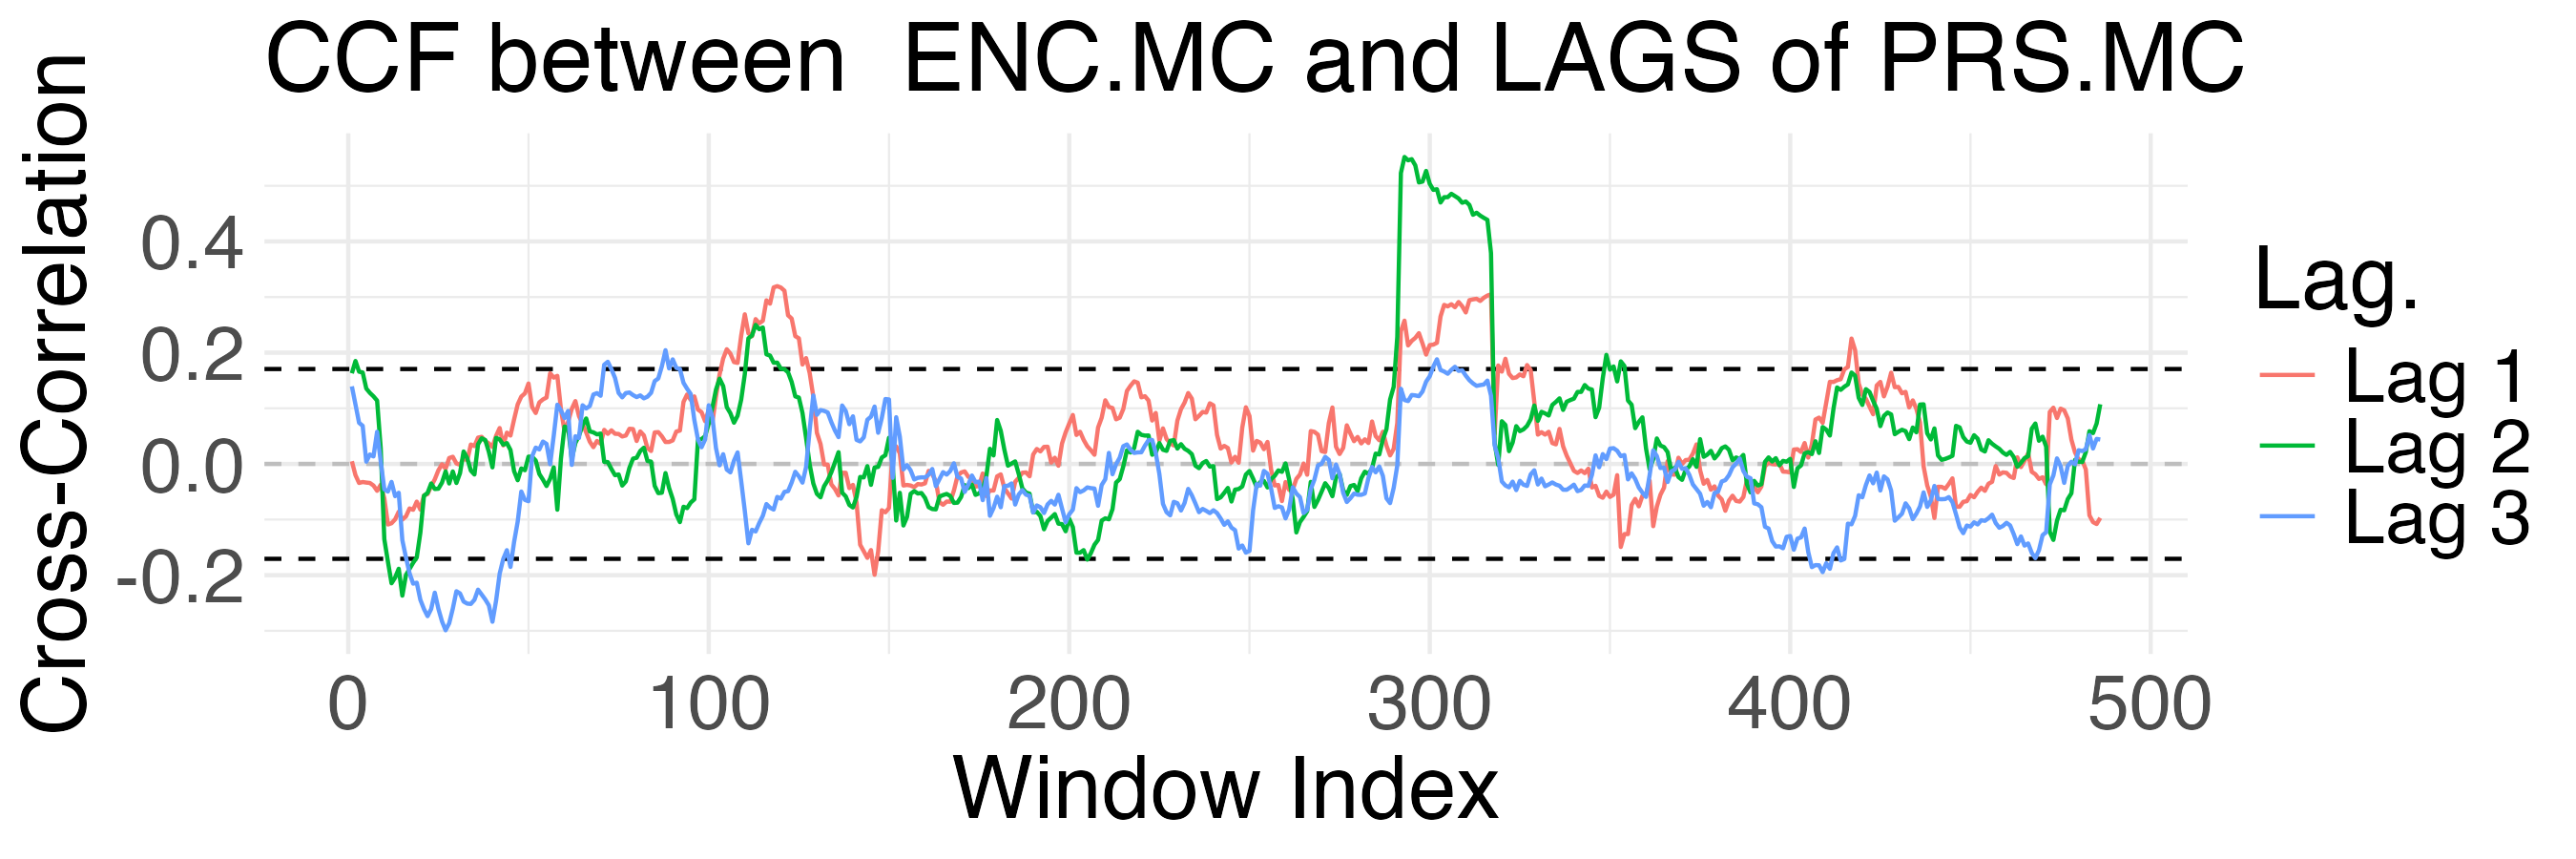 CCF between  ENC.MC and LAGS of PRS.MC
Cross-Correlation
0.4
0.2
0.0
-0.2
0 100 200 300 400 500
Window Index
Lag.
Lag 1
Lag 2
Lag 3